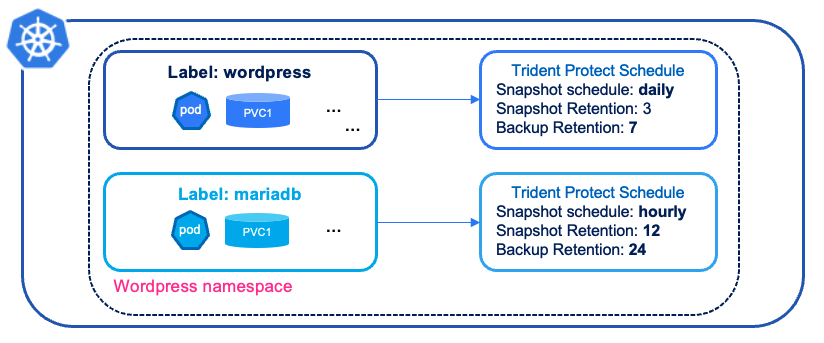 Label: wordpress
pod
PVC1
...
...
Trident Protect Schedule
Snapshot schedule: daily
Snapshot Retention: 3
Backup Retention: 7
Label: mariadb
pod
PVC1
...
Trident Protect Schedule
Snapshot schedule: hourly
Snapshot Retention: 12
Backup Retention: 24
Wordpress namespace